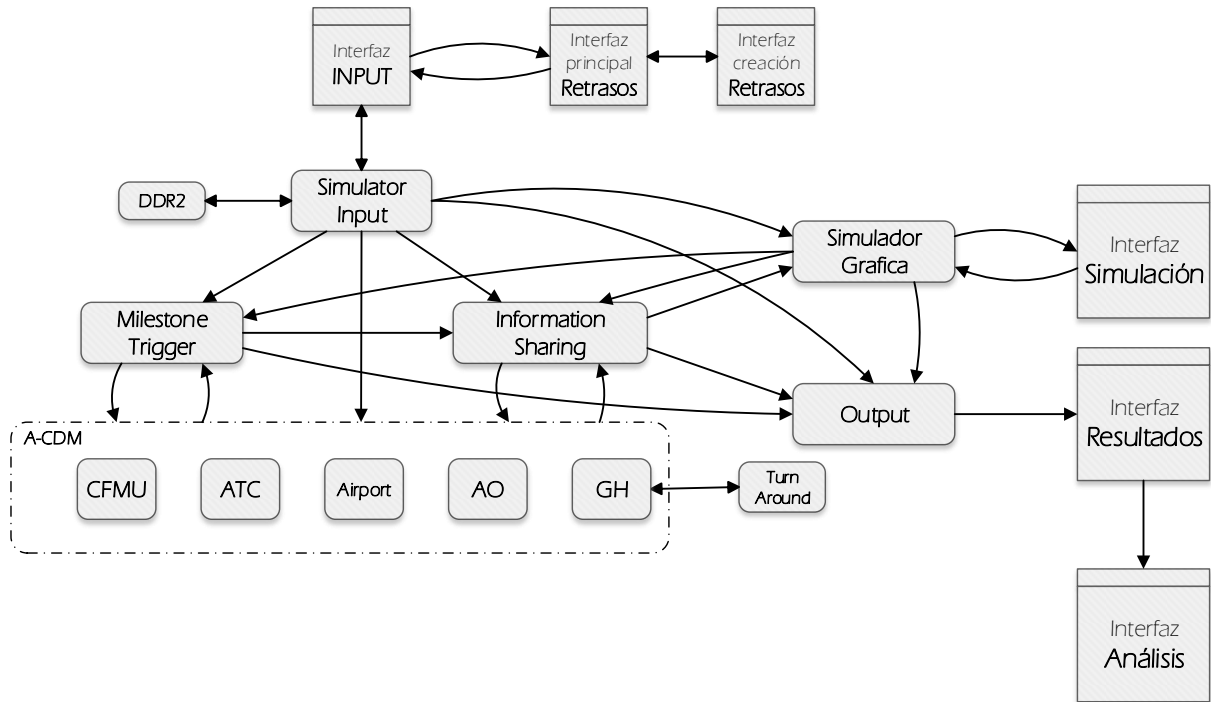 Interfaz
INPUT
Interfaz
principal
Retrasos
Interfaz
creación
Retrasos
DDR2
Simulator
Input
Simulador
Grafica
Interfaz
Simulación
Milestone
Trigger
Information
Sharing
Output
Interfaz
Resultados
A-CDM
CFMU
ATC
Airport
AO
GH
Turn
Around
Interfaz
Análisis